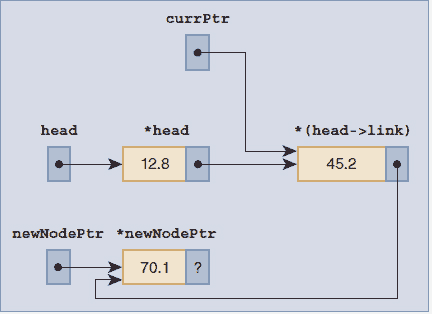 currPtr
head *head *(head->link)
12.8 45.2
newNodePtr *newNodePtr
70.1 ?